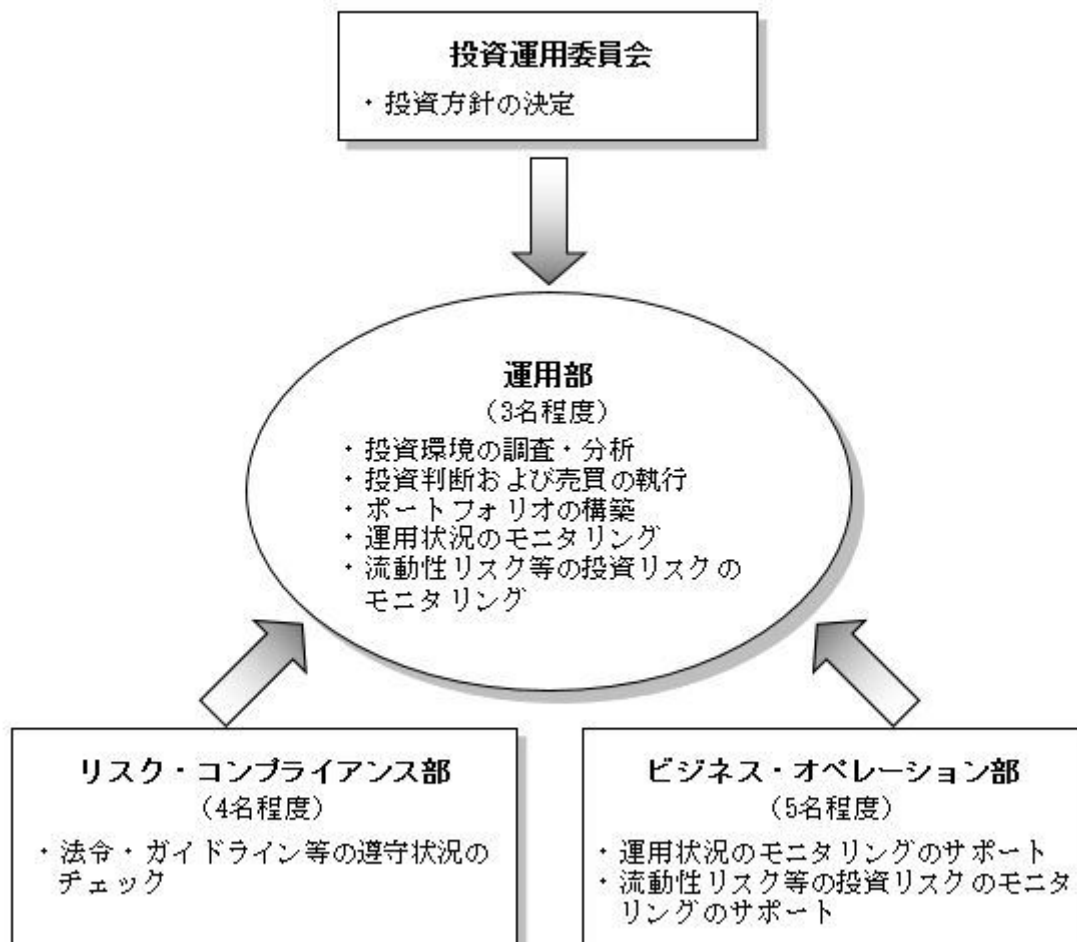 投資運用委員会
・投資方針の決定
運用部
（3名程度）
・投資環境の調査・分析
・投資判断および売買の執行
・ポートフォリオの構築
・運用状況のモニタリング
・流動性リスク等の投資リスクの
モニタリング
リスク・コンプライアンス部
（4名程度）
・法令・ガイドライン等の遵守状況の
チェック
ビジネス・オペレーション部
（5名程度）
・運用状況のモニタリングのサポート
・流動性リスク等の投資リスクのモニタ
リングのサポート